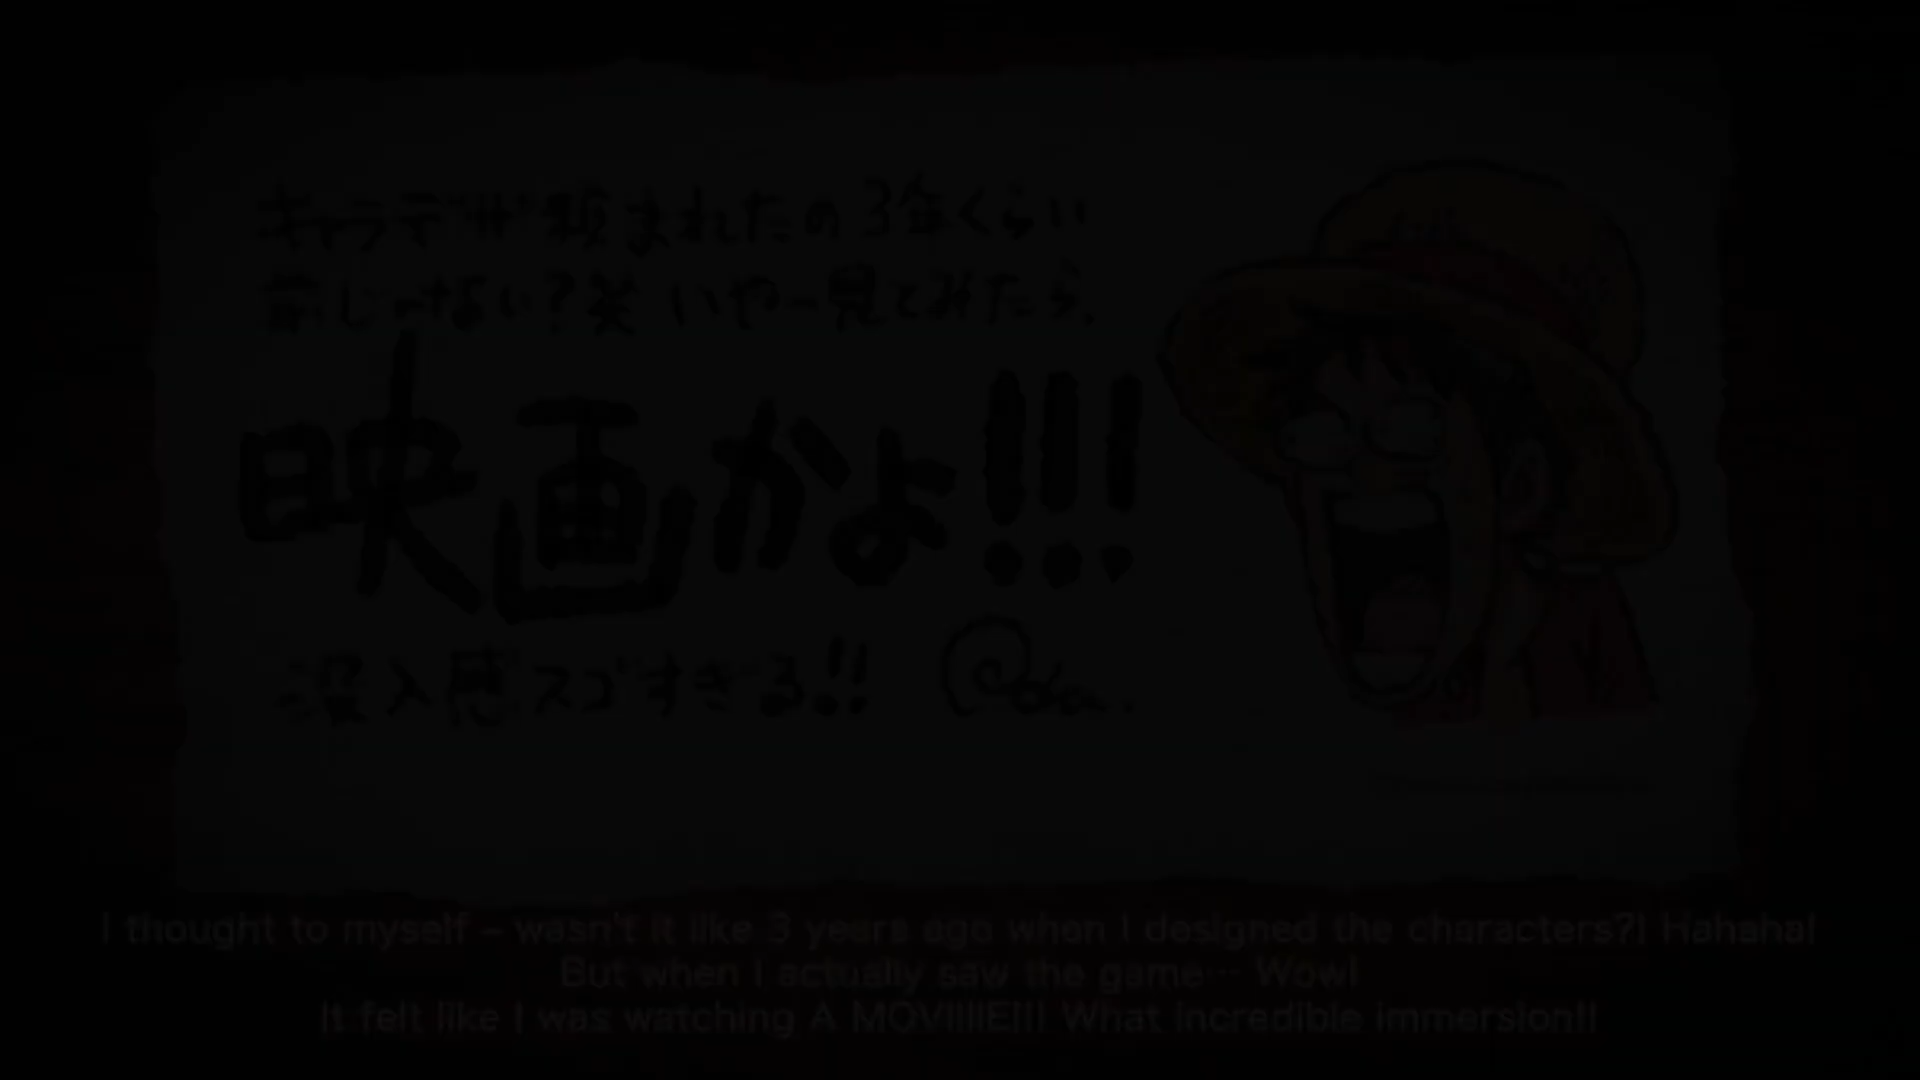 キャラデザ頼まれたの3年くらい
前じゃない?笑 いやー見てみたら、
映画かよ!!!
没入感スゴすぎる!! Oda.
I thought to myself – wasn't it like 3 years ago when I designed the characters?! Hahaha!
But when I actually saw the game… Wow!
It felt like I was watching A MOVIIIIE!!! What incredible immersion!!